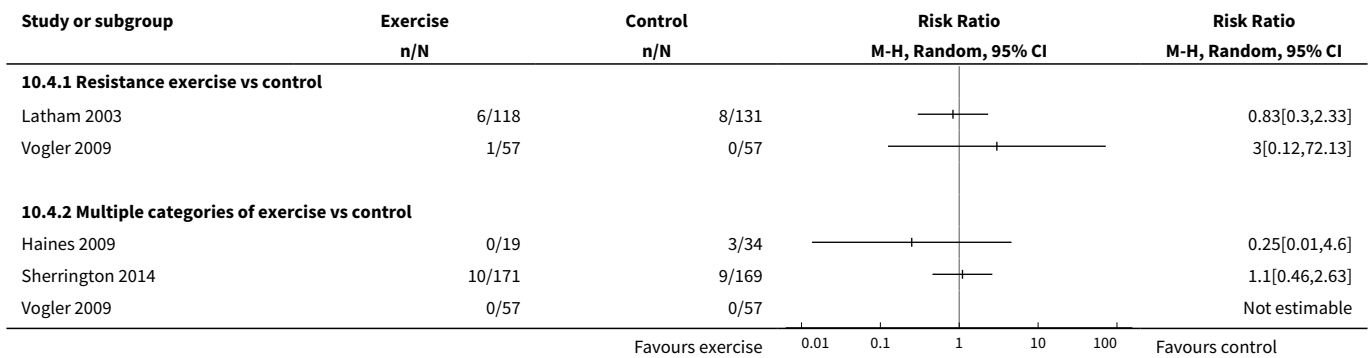 Study or subgroup Exercise Control Risk Ratio Risk Ratio
n/N n/N M-H, Random, 95% CI M-H, Random, 95% CI
10.4.1 Resistance exercise vs control
Latham 2003 6/118 8/131 0.83[0.3,2.33]
Vogler 2009 1/57 0/57 3[0.12,72.13]
10.4.2 Multiple categories of exercise vs control
Haines 2009 0/19 3/34 0.25[0.01,4.6]
Sherrington 2014 10/171 9/169 1.1[0.46,2.63]
Vogler 2009 0/57 0/57 Not estimable
Favours exercise 0.01 0.1 1 10 100 Favours control